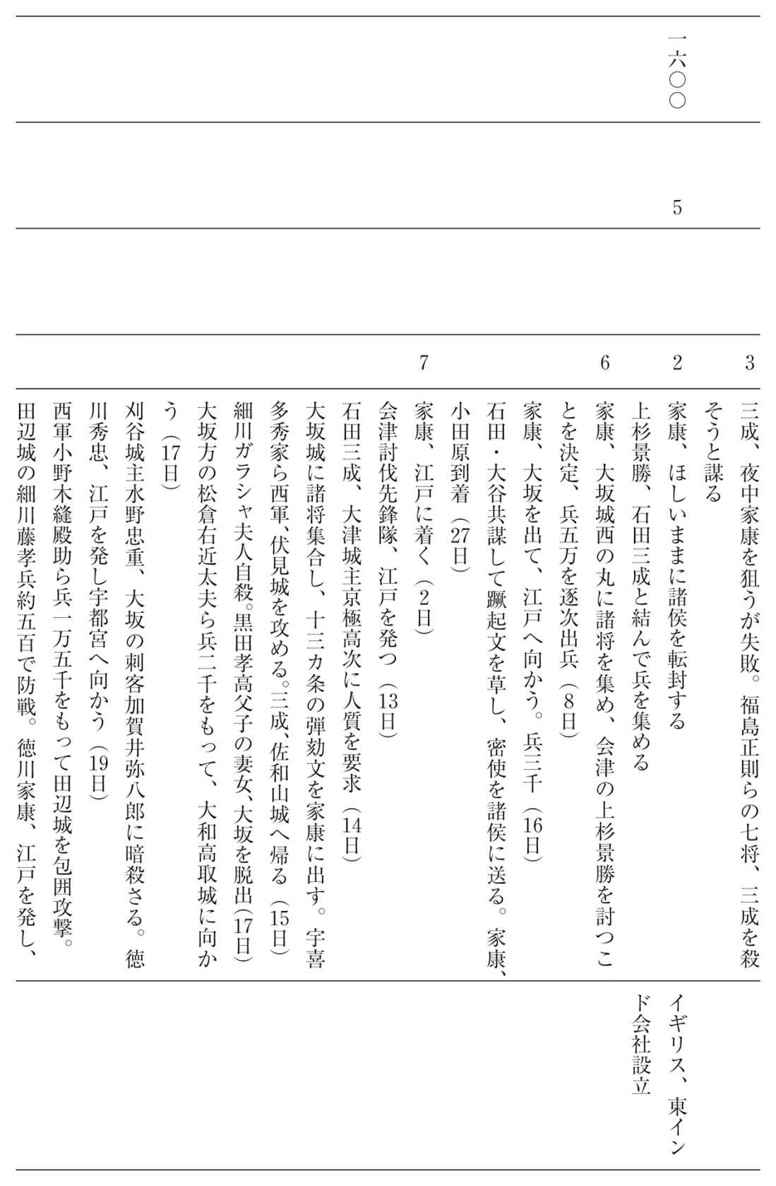 3
三成、夜中家康を狙うが失敗。福島正則らの七将、三成を殺
そうと謀る
一六〇〇
5
2
家康、ほしいままに諸侯を転封する
イギリス、東イン
上杉景勝、石田三成と結んで兵を集める
ド会社設立
6
家康、大坂城西の丸に諸将を集め、会津の上杉景勝を討つこ
とを決定、兵五万を逐次出兵（8日）
家康、大坂を出て、江戸へ向かう。兵三千（16日）
石田・大谷共謀して蹶起文を草し、密使を諸侯に送る。家康、
小田原到着（27日）
7
家康、江戸に着く（2日）
会津討伐先鋒隊、江戸を発つ（13日）
石田三成、大津城主京極高次に人質を要求（14日）
大坂城に諸将集合し、十三カ条の弾劾文を家康に出す。宇喜
多秀家ら西軍、伏見城を攻める。三成、佐和山城へ帰る（15日）
細川ガラシャ夫人自殺。黒田孝高父子の妻女、大坂を脱出（17日）
大坂方の松倉右近太夫ら兵二千をもって、大和高取城に向か
う（17日）
刈谷城主水野忠重、大坂の刺客加賀井弥八郎に暗殺さる。徳
川秀忠、江戸を発し宇都宮へ向かう（19日）
西軍小野木縫殿助ら兵一万五千をもって田辺城を包囲攻撃。
田辺城の細川藤孝兵約五百で防戦。徳川家康、江戸を発し、